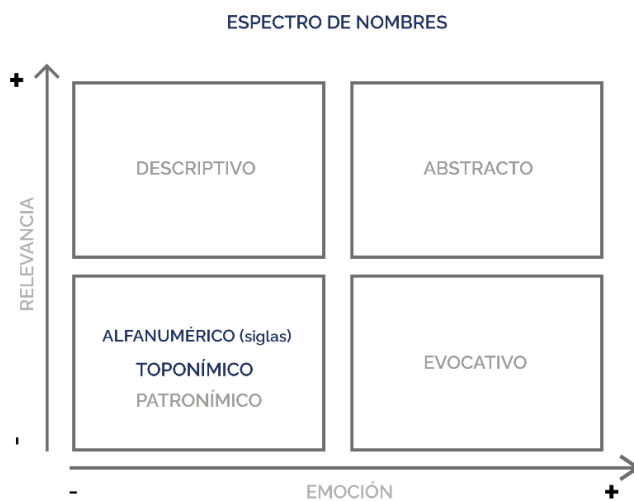 ESPECTRO DE NOMBRES
+
RELEVANCIA
-
DESCRIPTIVO
ABSTRACTO
ALFANUMÉRICO (siglas)
TOPONÍMICO
PATRONÍMICO
EVOCATIVO
-
EMOCIÓN
+